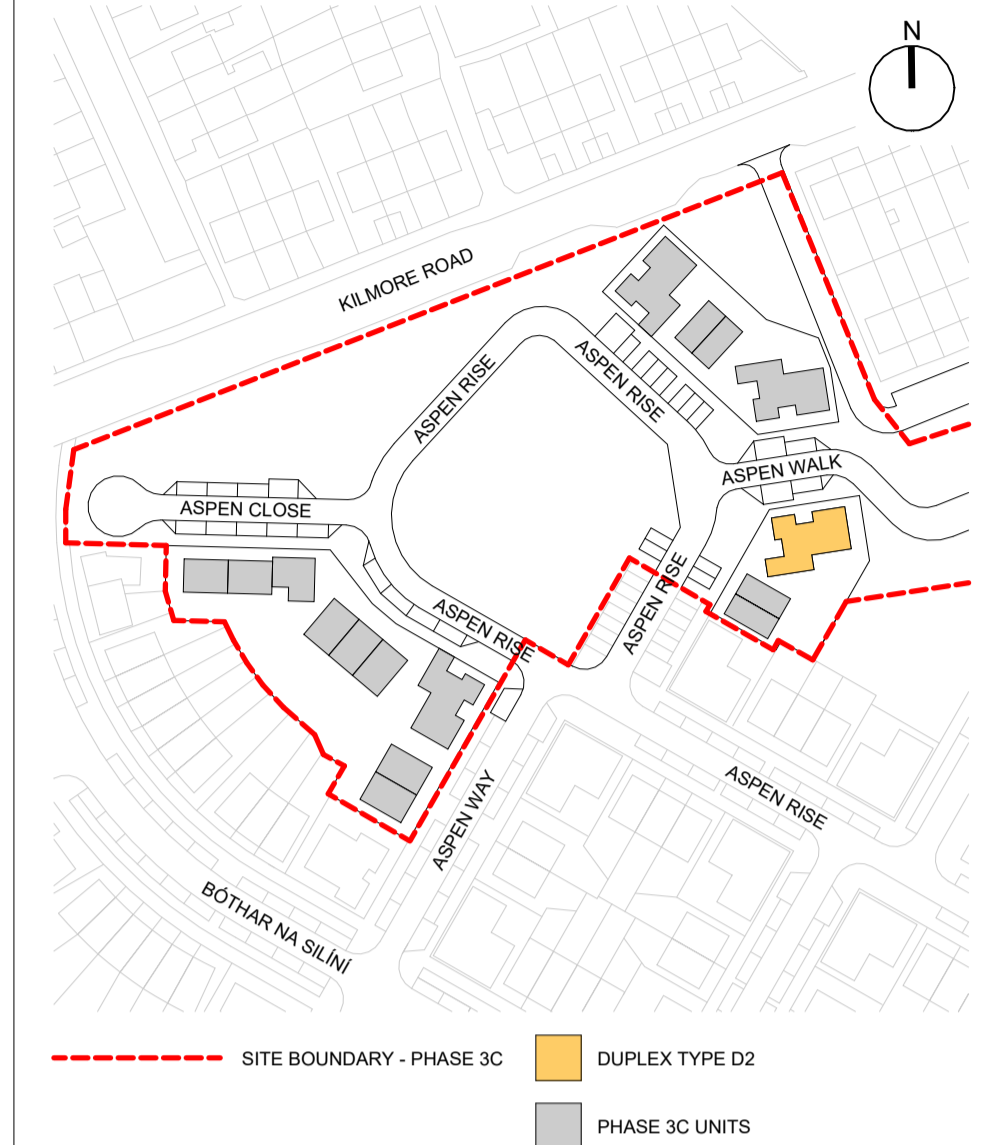 N
KILMORE ROAD
ASPEN RISE
ASPEN RISE
ASPEN WALK
ASPEN CLOSE
ASPEN RISE
ASPEN RISE
ASPEN RISE
ASPEN WAY
BÓTHAR NA SILÍNÍ
SITE BOUNDARY - PHASE 3C
DUPLEX TYPE D2
PHASE 3C UNITS